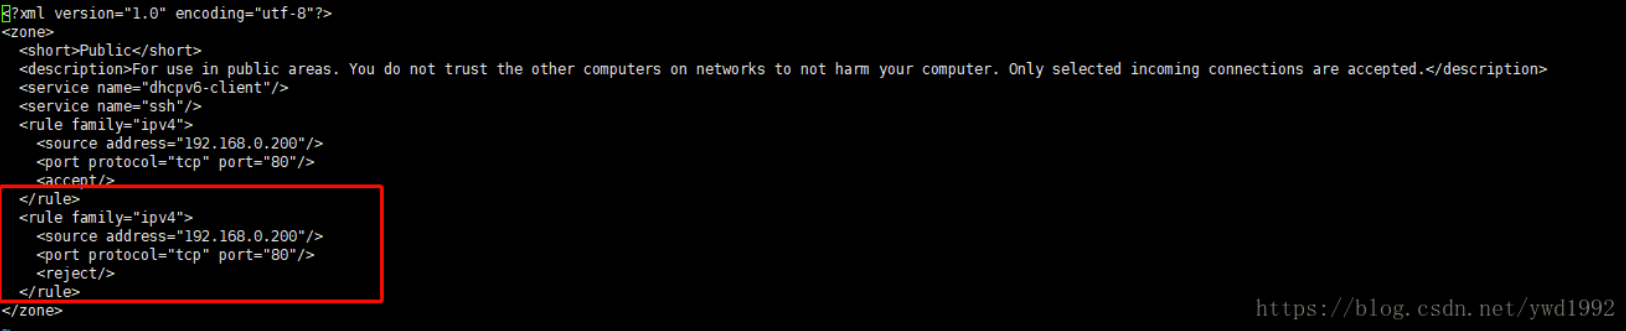 <?xml version="1.0" encoding="utf-8"?>
<zone>
  <short>Public</short>
  <description>For use in public areas. You do not trust the other computers on networks to not harm your computer. Only selected incoming connections are accepted.</description>
  <service name="dhcpv6-client"/>
  <service name="ssh"/>
  <rule family="ipv4">
    <source address="192.168.0.200"/>
    <port protocol="tcp" port="80"/>
    <accept/>
  </rule>
  <rule family="ipv4">
    <source address="192.168.0.200"/>
    <port protocol="tcp" port="80"/>
    <reject/>
  </rule>
</zone>
https://blog.csdn.net/ywd1992
~